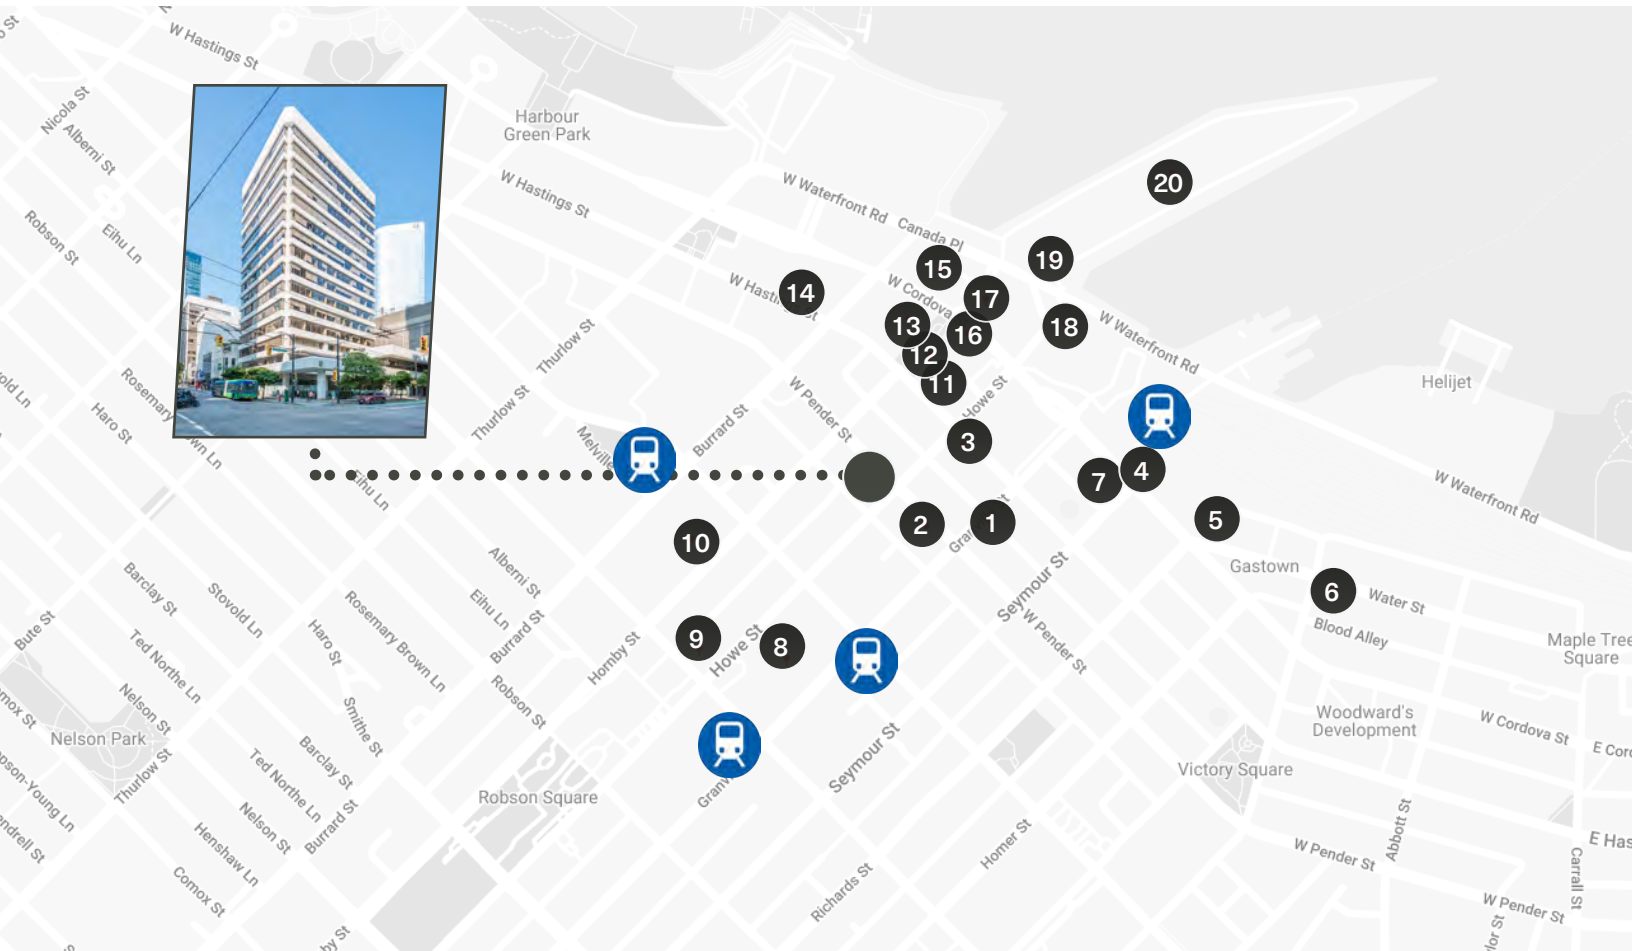 W Hastings St
Nicola St
Alberni St
Robson St
Eihu Ln
Harbour
Green Park
W Hastings St
W Waterfront Rd
Canada Pl
20
19
15
W Cordova
17
14
13
16
18
12
11
W Waterfront Rd
Thurlow St
Thurlow St
Howe St
Helijet
Haro St
W Pender St
Burrard St
3
7
4
W Waterfront Rd
Eihu Ln
2
1
5
10
Alberni St
Seymour St
Gastown
6
Water St
Blood Alley
Barclay St
Stovold Ln
Rosemary Brown Ln
Eihu Ln
Burrard St
W Pender St
Bute St
Ted Northe Ln
Haro St
Hornby St
9
Howe St
8
Maple Tree
Square
Nelson St
Smithe St
Robson St
Nelson Park
Thurlow St
Barclay St
Ted Northe Ln
Seymour St
Woodward's
Development
W Cordova St
Victory Square
Robson Square
Nelson St
Burrard St
Henshaw Ln
Comox St
Homer St
Richards St
W Pender St
Abbott St
Carrall St
W Pender St